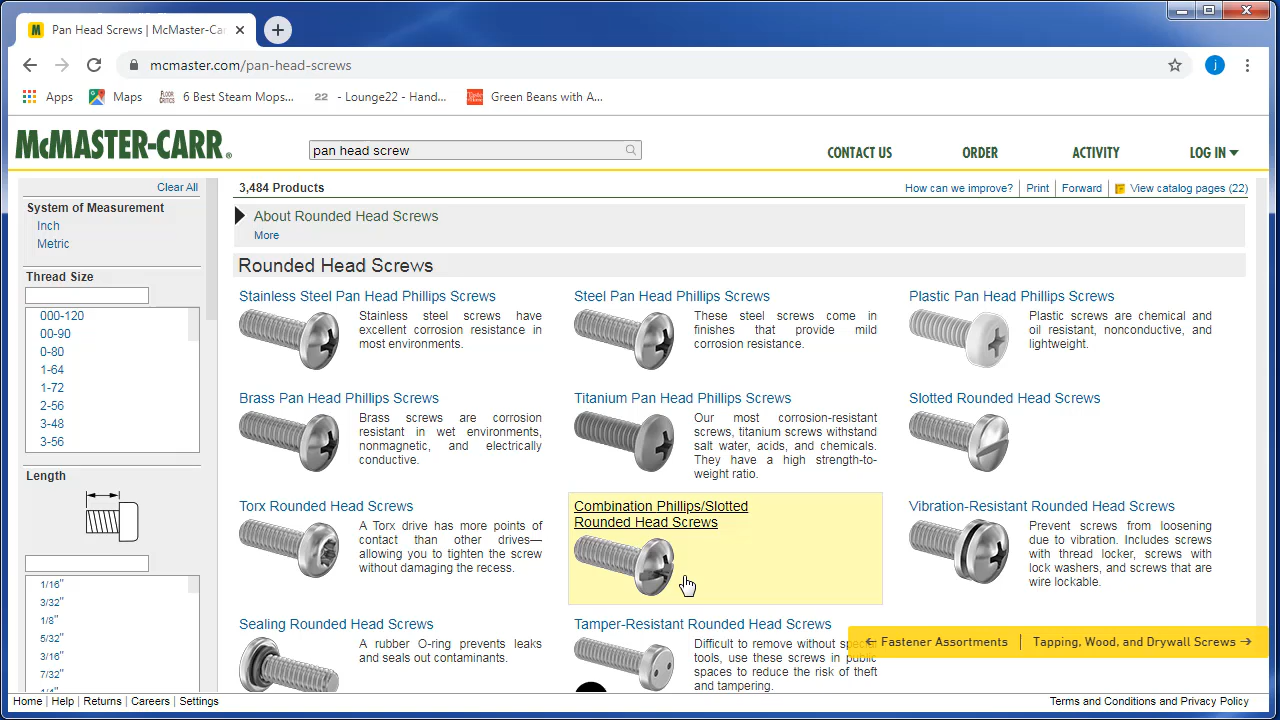 Pan Head Screws | McMaster-Ca
mcmaster.com/pan-head-screws
j
Apps
Maps
FLOOR CRITICS
6 Best Steam Mops...
22
- Lounge22 - Hand...
Green Beans with A...
McMASTER-CARR®
pan head screw
CONTACT US
ORDER
ACTIVITY
LOG IN
Clear All
System of Measurement
Inch
Metric
Thread Size
000-120
00-90
0-80
1-64
1-72
2-56
3-48
3-56
Length
1/16"
3/32"
1/8"
5/32"
3/16"
7/32"
1/4"
3,484 Products
How can we improve?
Print
Forward
View catalog pages (22)
About Rounded Head Screws
More
Rounded Head Screws
Stainless Steel Pan Head Phillips Screws
Stainless steel screws have
excellent corrosion resistance in
most environments.
Steel Pan Head Phillips Screws
These steel screws come in
finishes that provide mild
corrosion resistance.
Plastic Pan Head Phillips Screws
Plastic screws are chemical and
oil resistant, nonconductive, and
lightweight.
Brass Pan Head Phillips Screws
Brass screws are corrosion
resistant in wet environments,
nonmagnetic, and electrically
conductive.
Titanium Pan Head Phillips Screws
Our most corrosion-resistant
screws, titanium screws withstand
salt water, acids, and chemicals.
They have a high strength-to-
weight ratio.
Slotted Rounded Head Screws
Torx Rounded Head Screws
A Torx drive has more points of
contact than other drives—
allowing you to tighten the screw
without damaging the recess.
Combination Phillips/Slotted
Rounded Head Screws
Vibration-Resistant Rounded Head Screws
Prevent screws from loosening
due to vibration. Includes screws
with thread locker, screws with
lock washers, and screws that are
wire lockable.
Sealing Rounded Head Screws
A rubber O-ring prevents leaks
and seals out contaminants.
Tamper-Resistant Rounded Head Screws
Difficult to remove without special
tools, use these screws in public
spaces to reduce the risk of theft
and tampering.
Fastener Assortments
Tapping, Wood, and Drywall Screws
Home | Help | Returns | Careers | Settings
Terms and Conditions and Privacy Policy